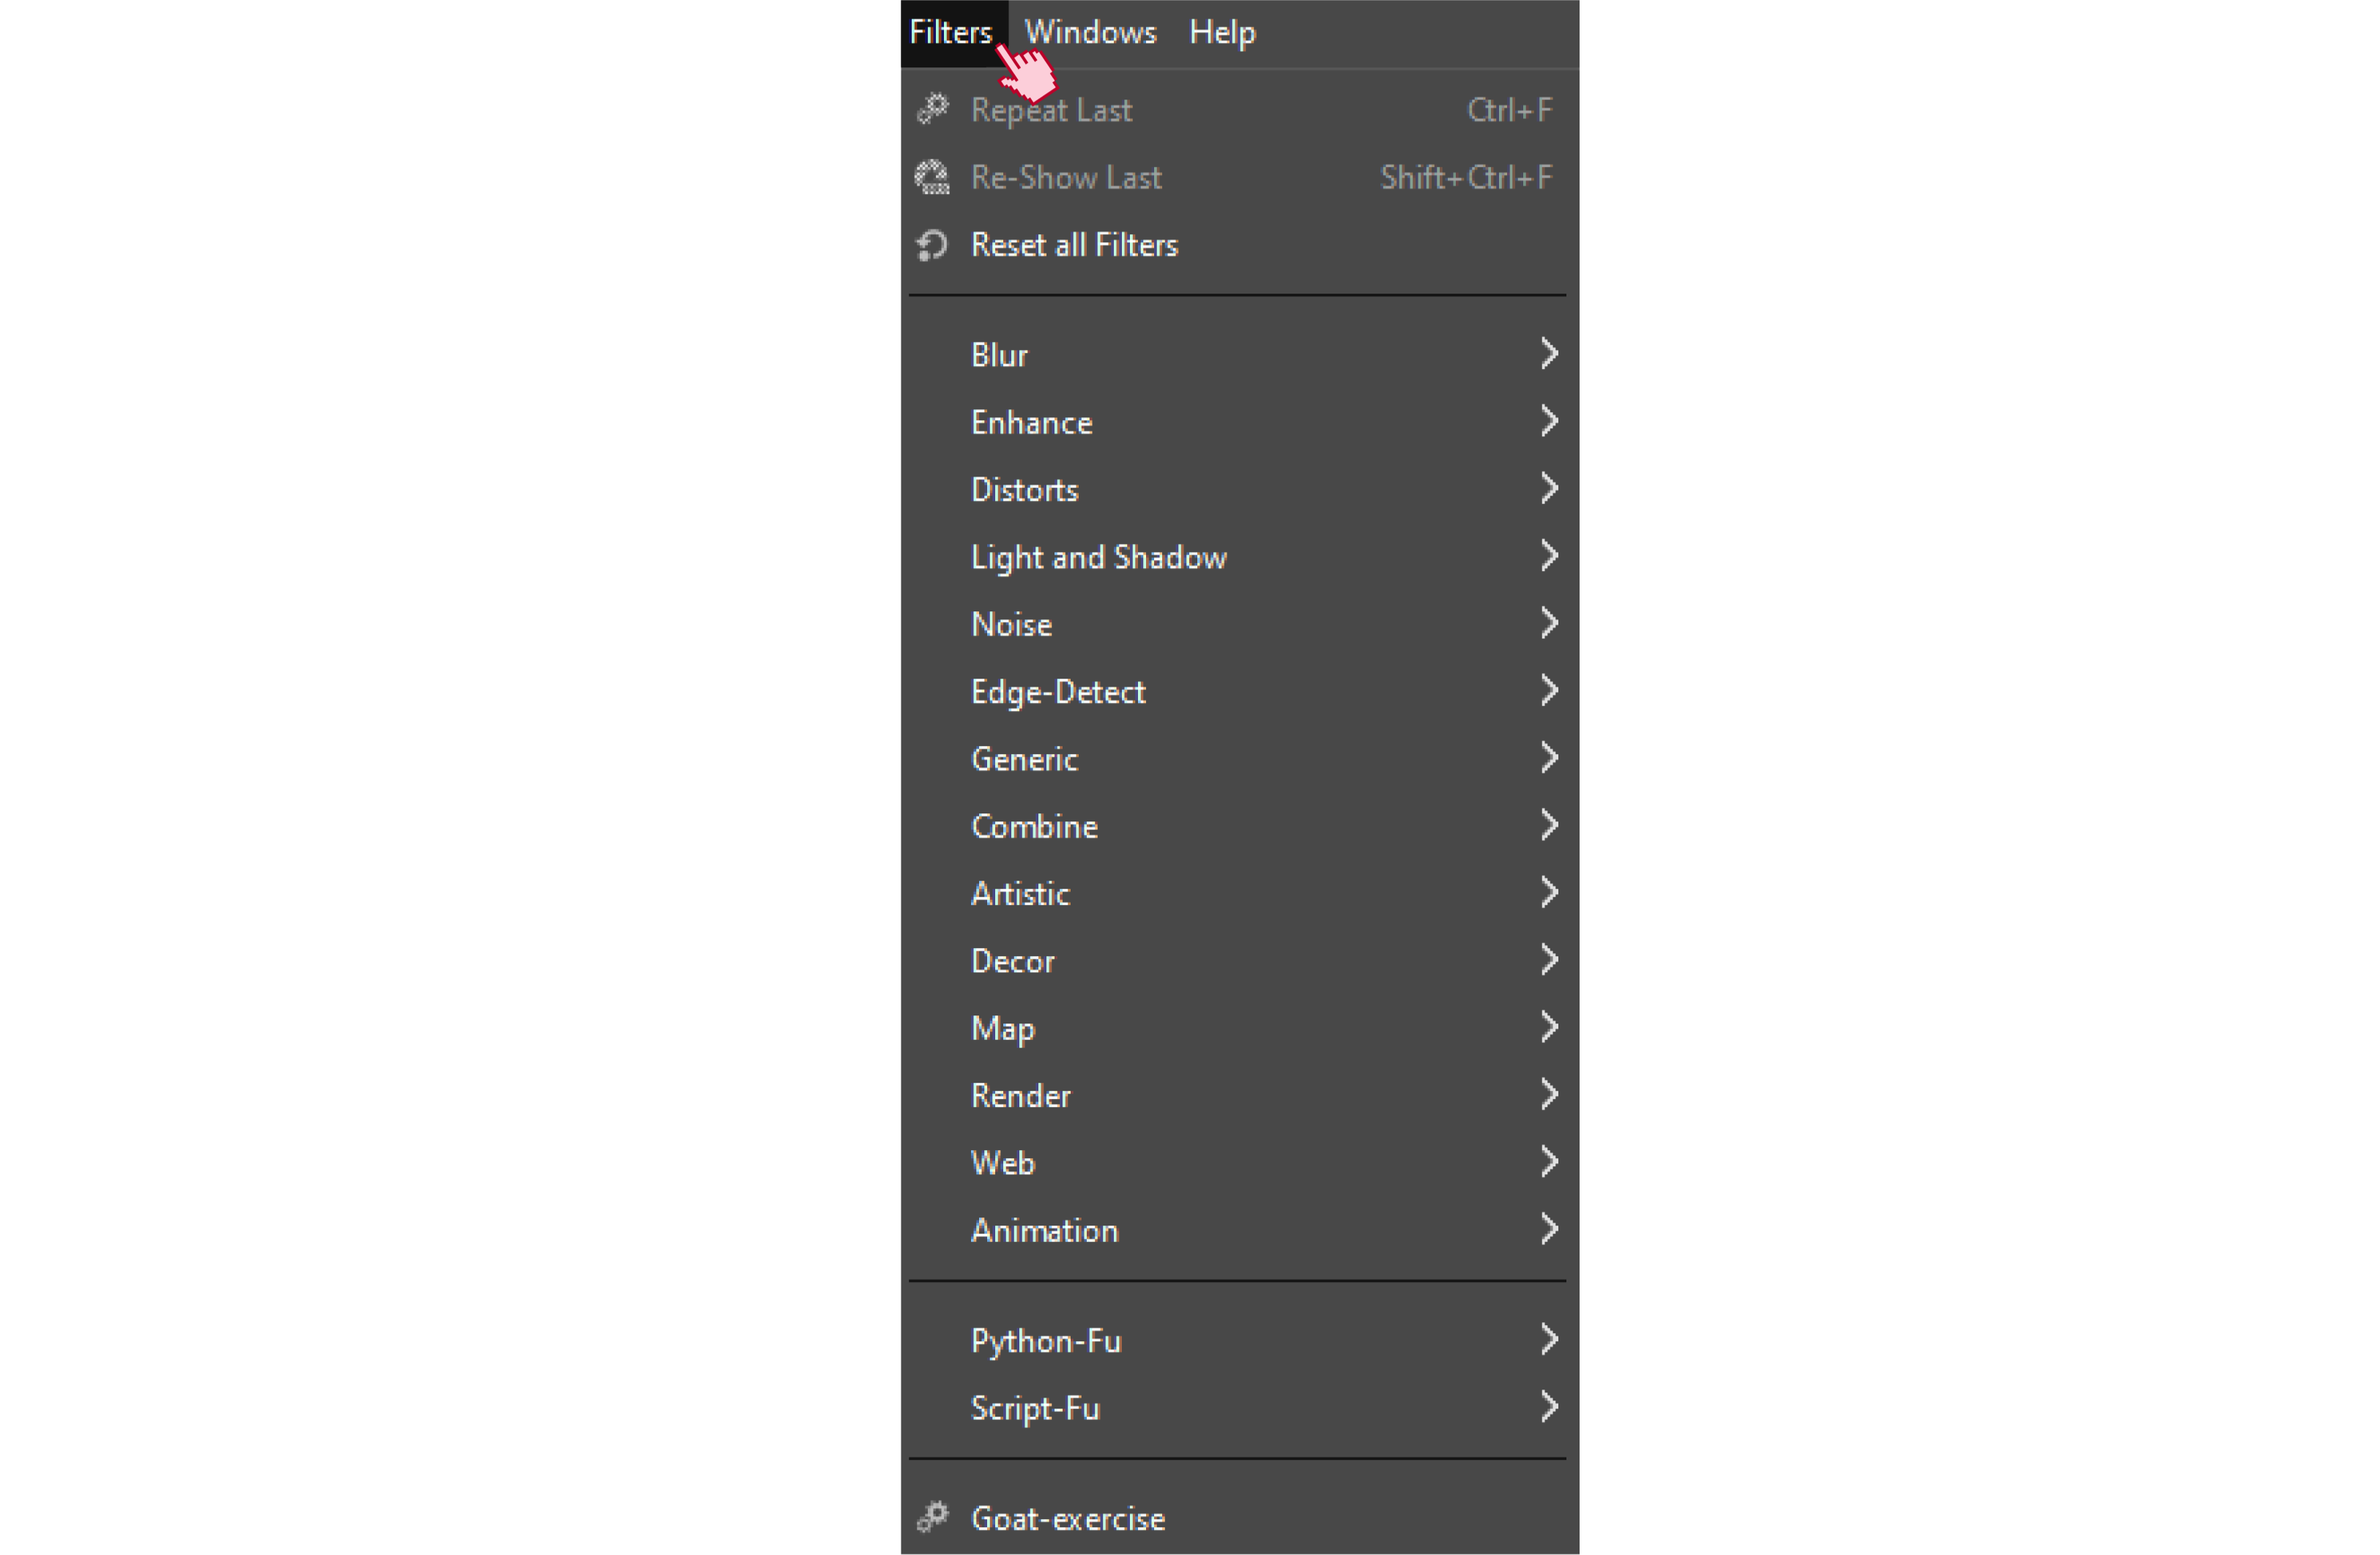 Filters Windows Help
Repeat Last Ctrl+F
Re-Show Last Shift+Ctrl+F
Reset all Filters
Blur
Enhance
Distorts
Light and Shadow
Noise
Edge-Detect
Generic
Combine
Artistic
Decor
Map
Render
Web
Animation
Python-Fu
Script-Fu
Goat-exercise